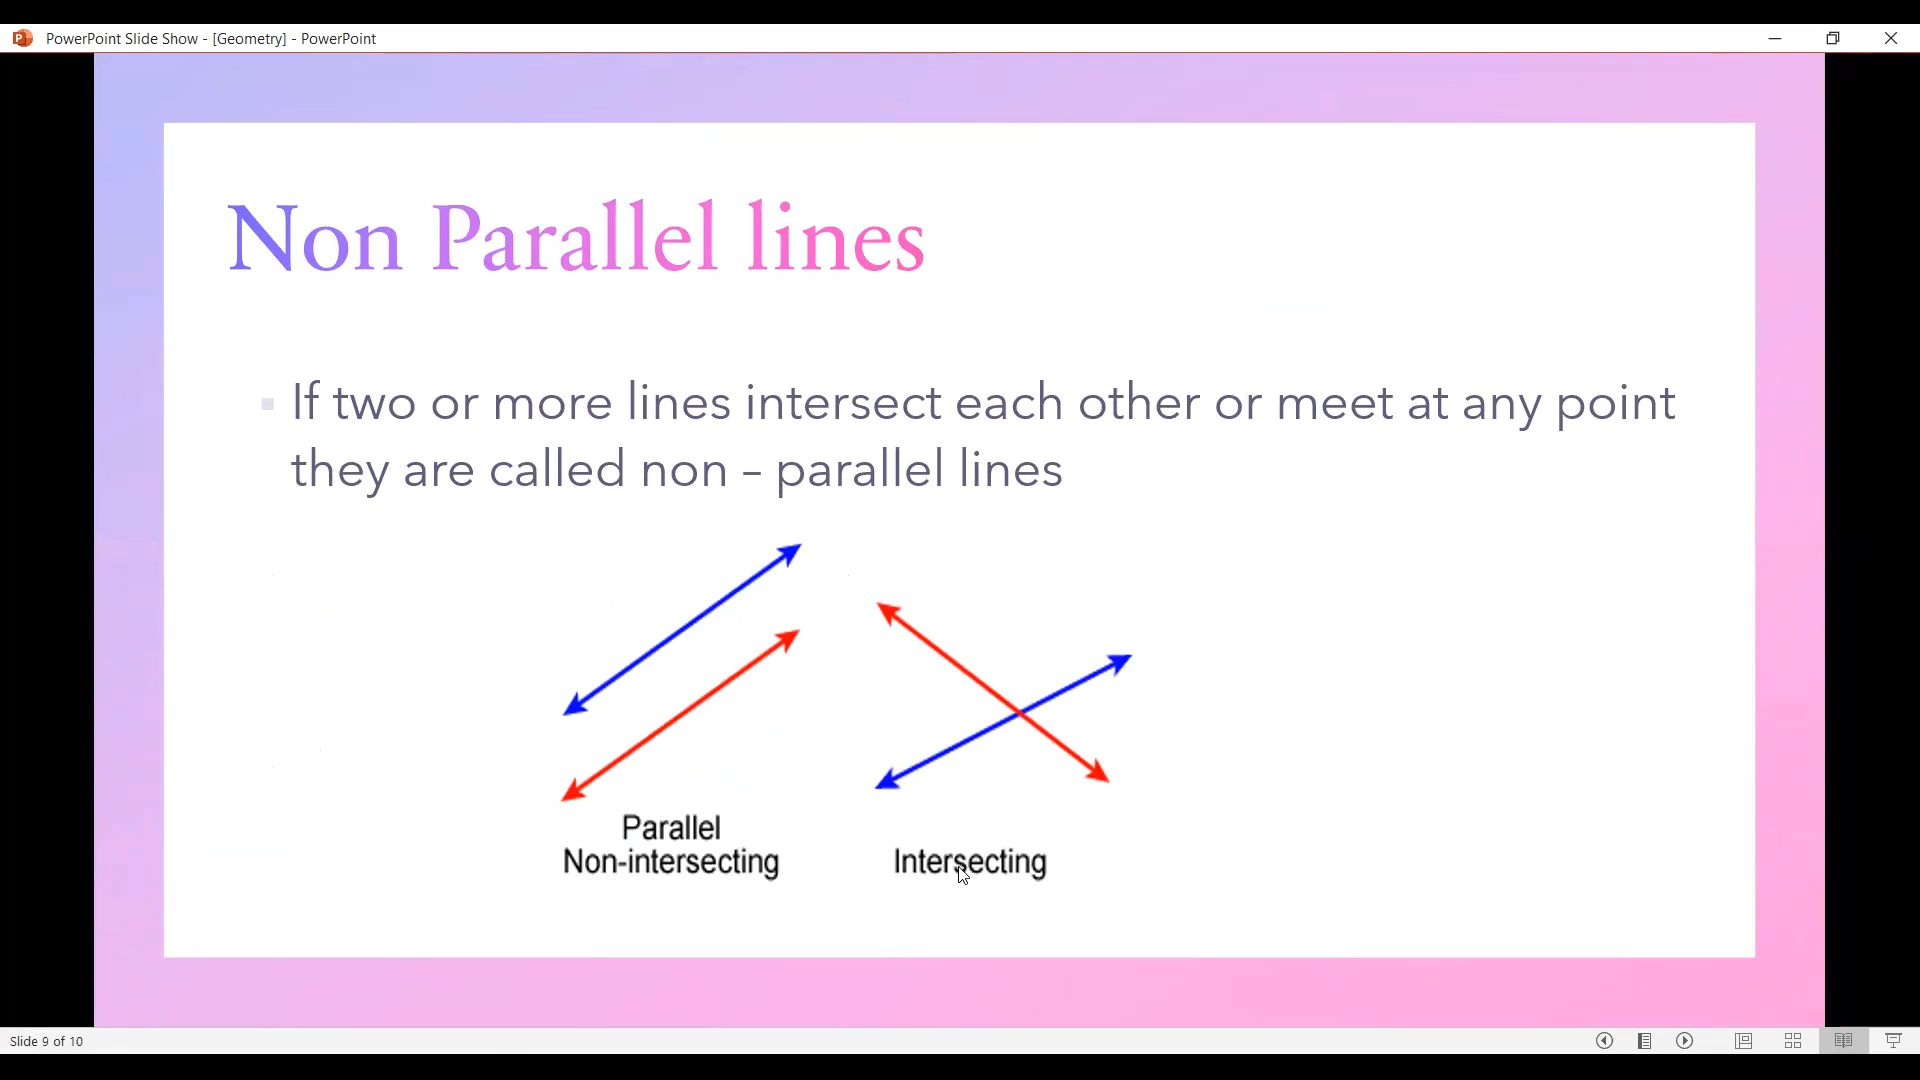 PowerPoint Slide Show - [Geometry] - PowerPoint
Non Parallel lines
If two or more lines intersect each other or meet at any point
they are called non – parallel lines
Parallel
Non-intersecting
Intersecting
Slide 9 of 10